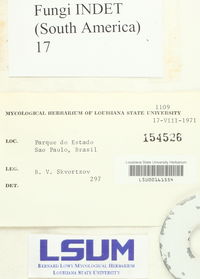 Fungi INDET
(South America)
17
1109
MYCOLOGICAL HERBARIUM OF LOUISIANA STATE UNIVERSITY
17-VIII-1971
154526
LOC. Parque do Estado
Sao Paulo, Brasil
Louisiana State University Herbarium
LEG. B. V. Skvortzov
DET. 297
LSUM
BERNARD LOWY MYCOLOGICAL HERBARIUM
LOUISIANA STATE UNIVERSITY